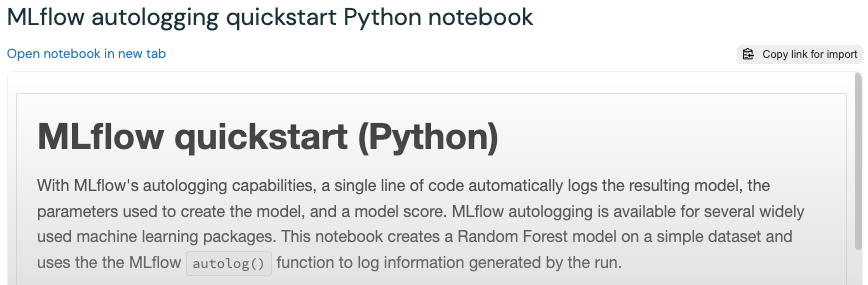 MLflow autologging quickstart Python notebook
Open notebook in new tab
Copy link for import
MLflow quickstart (Python)
With MLflow's autologging capabilities, a single line of code automatically logs the resulting model, the
parameters used to create the model, and a model score. MLflow autologging is available for several widely
used machine learning packages. This notebook creates a Random Forest model on a simple dataset and
uses the the MLflow autolog() function to log information generated by the run.